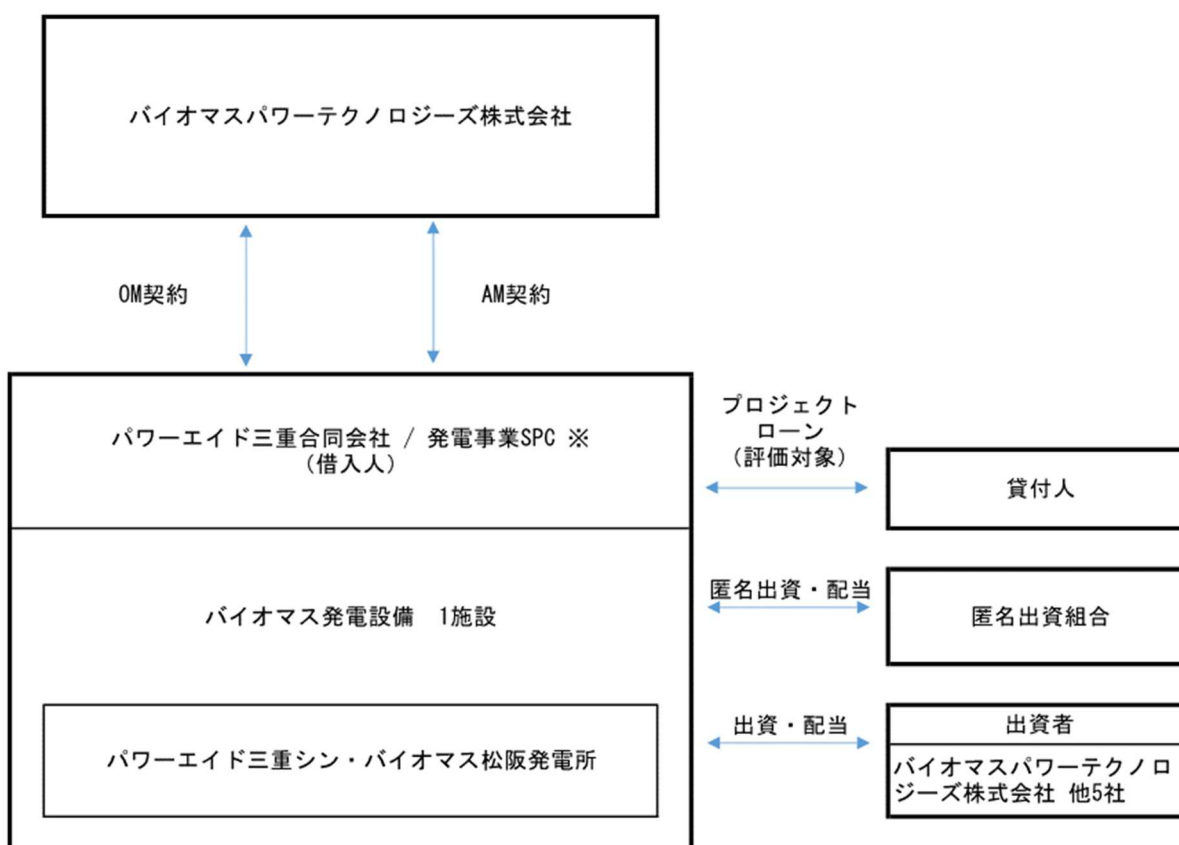 バイオマスパワーテクノロジーズ株式会社
OM契約
AM契約
パワーエイド三重合同会社 / 発電事業SPC ※
(借入人)
プロジェクト
ローン
(評価対象)
貸付人
バイオマス発電設備　1施設
匿名出資・配当
匿名出資組合
パワーエイド三重シン・バイオマス松阪発電所
出資・配当
出資者
バイオマスパワーテクノロ
ジーズ株式会社 他5社